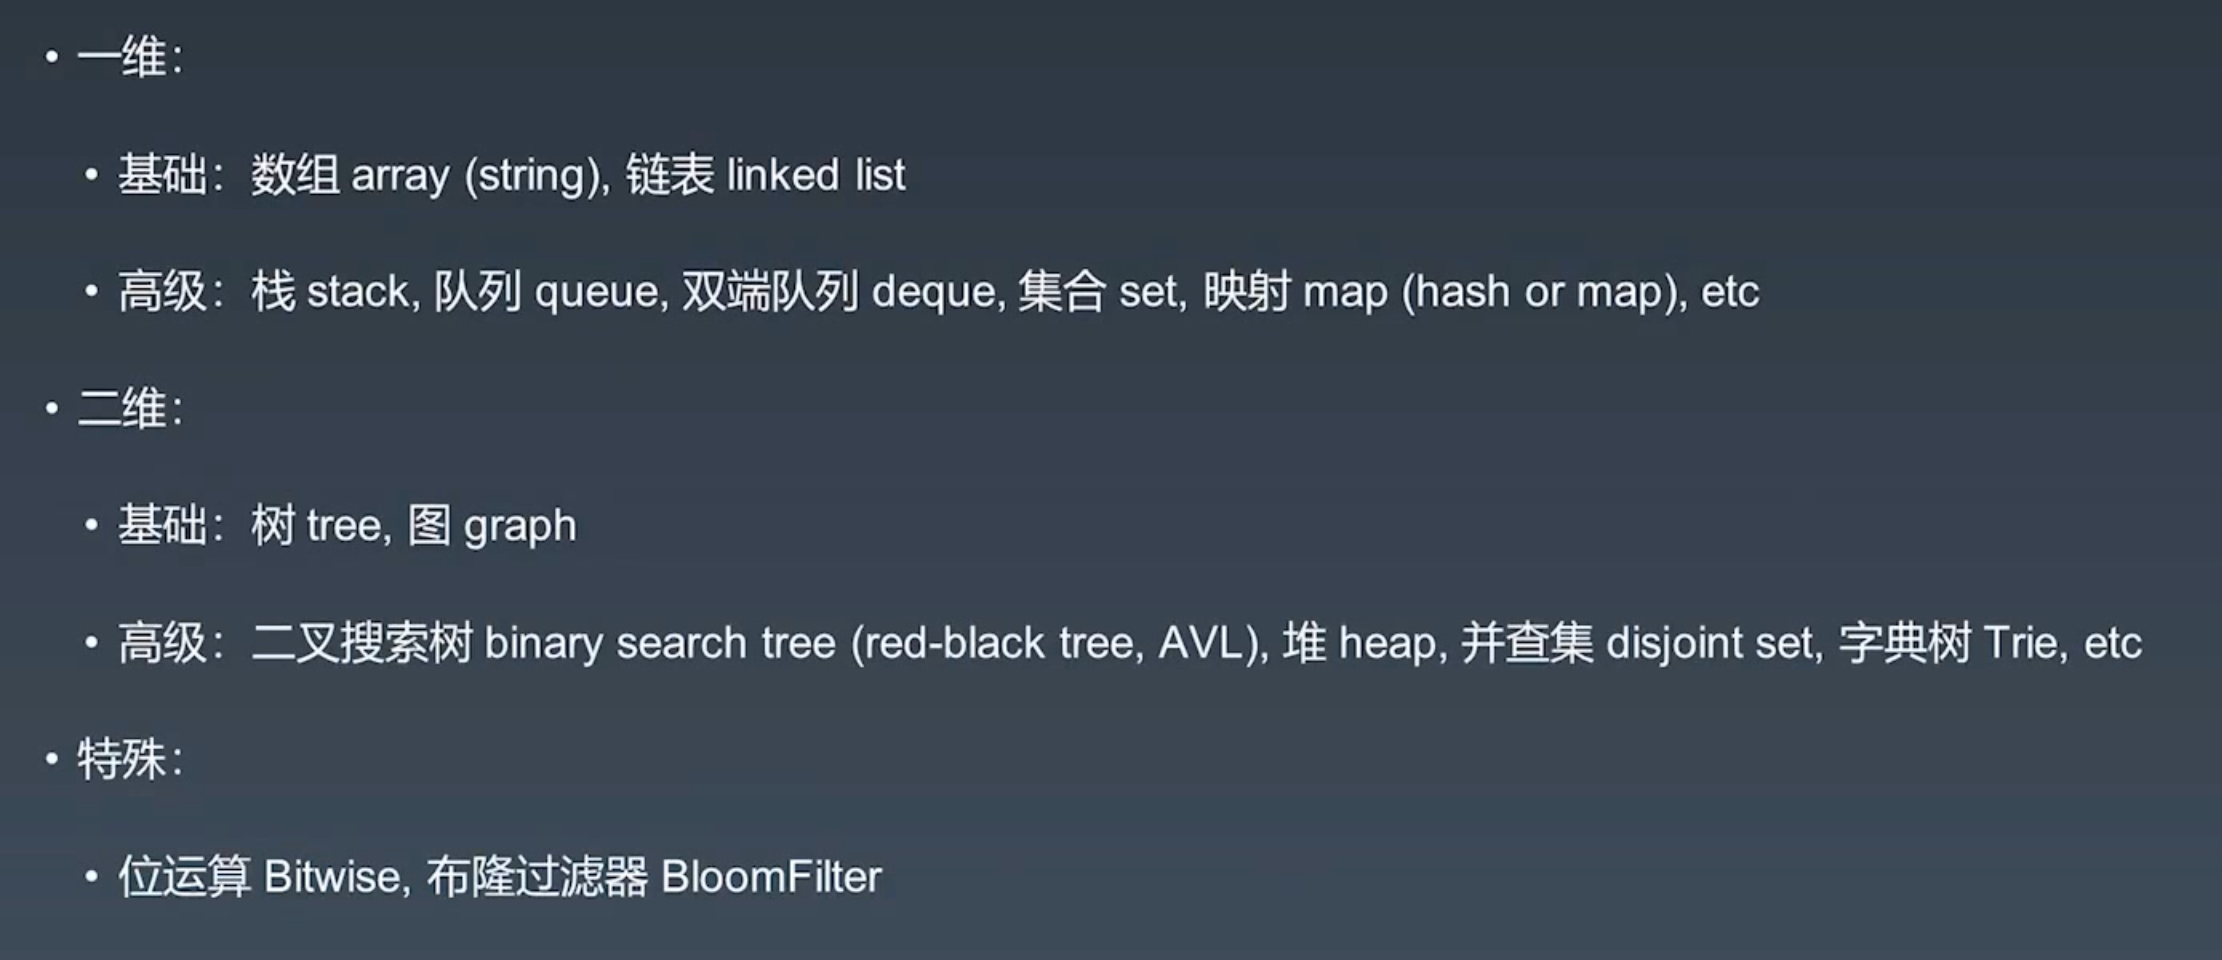 • 一维：
• 基础：数组 array (string), 链表 linked list
• 高级：栈 stack, 队列 queue, 双端队列 deque, 集合 set, 映射 map (hash or map), etc
• 二维：
• 基础：树 tree, 图 graph
• 高级：二叉搜索树 binary search tree (red-black tree, AVL), 堆 heap, 并查集 disjoint set, 字典树 Trie, etc
• 特殊：
• 位运算 Bitwise, 布隆过滤器 BloomFilter